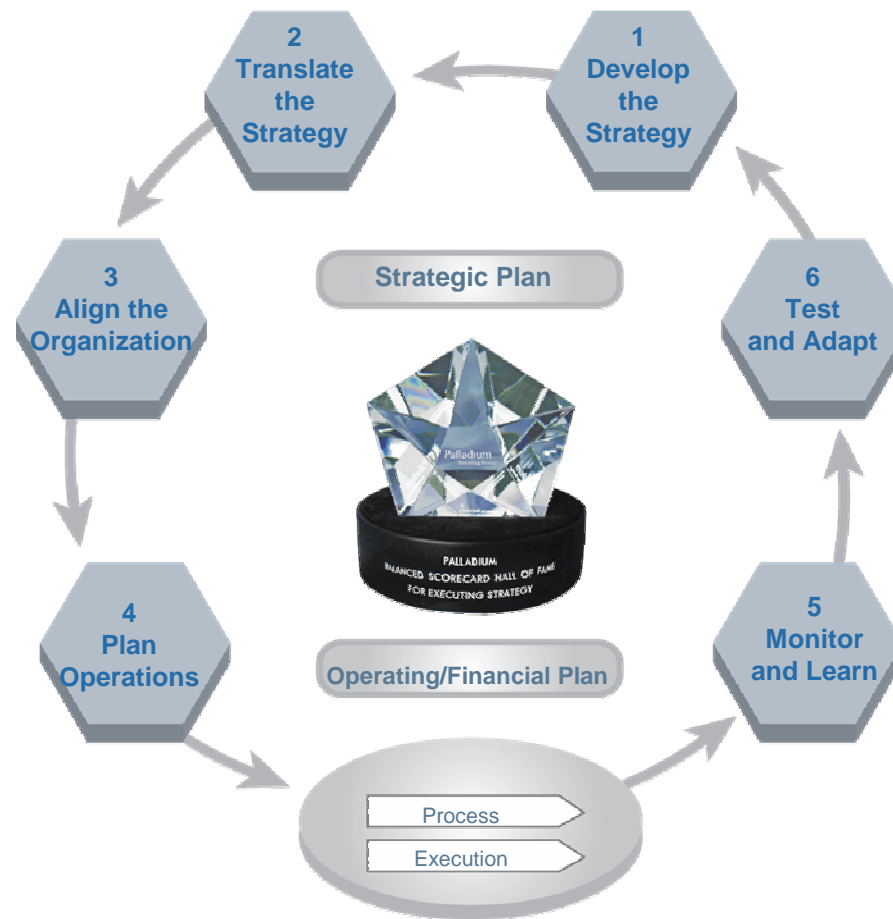 1
Develop
the
Strategy
2
Translate
the
Strategy
3
Align the
Organization
4
Plan
Operations
5
Monitor
and Learn
6
Test
and Adapt
Strategic Plan
Palladium
PALLADIUM
BALANCED SCORECARD HALL OF FAME
FOR EXECUTING STRATEGY
Operating/Financial Plan
Process
Execution